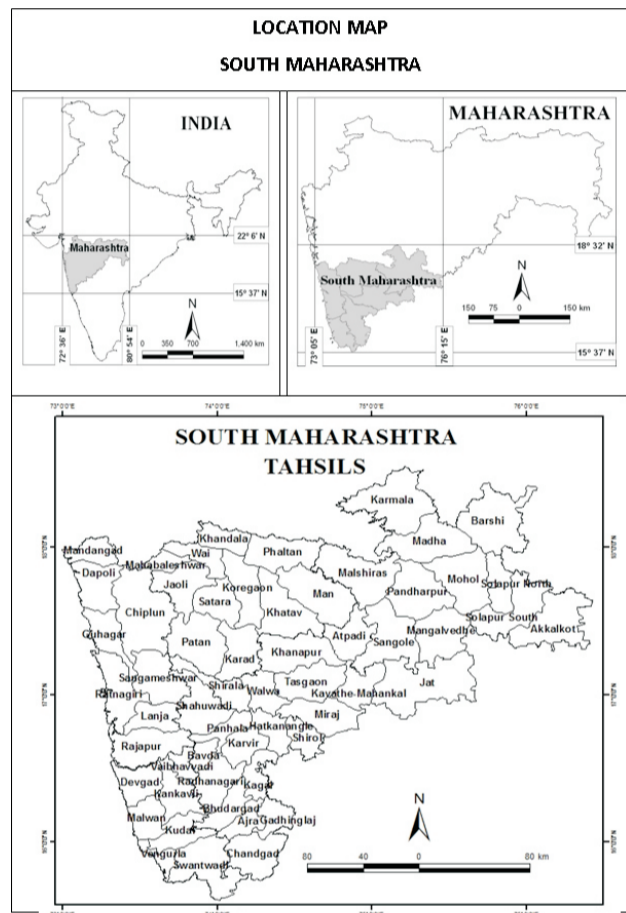 LOCATION MAP
SOUTH MAHARASHTRA
INDIA
Maharashtra
22° 6' N
15° 37' N
72° 36' E
80° 54' E
N
0 350 700 1,400 km
MAHARASHTRA
18° 32' N
South Maharashtra
N
150 75 0 150 km
73° 05' E
76° 15' E
15° 37' N
73°0'0"E 74°0'0"E 75°0'0"E 76°0'0"E
SOUTH MAHARASHTRA
TAHSILS
Karmala
Barshi
Khandala
Madha
Mandangad
Wai
Phaltan
Mahabaleshwar
Malshiras
Dapoli
Jaoli
Koregaon
Man
Pandharpur
Mohol
Solapur North
Satara
Khatav
Chiplun
Solapur South
Guhagar
Patan
Atpadi
Sangole
Mangalvedhe
Akkalkot
Karad
Khanapur
Sangameshwar
Shirala
Walwa
Tasgaon
Jat
Ratnagiri
Kavathe-Mahankal
Lanja
Shahuwadi
Miraj
Panhala
Hatkanangle
Shirol
Rajapur
Karvir
Bavda
Vaibhavvadi
Devgad
Radhanagari
Kagal
Kankavli
Malwan
Bhudargad
Ajra
Gadhinglaj
Kudal
Vengurla
Chandgad
Swantwadi
N
80 40 0 80 km